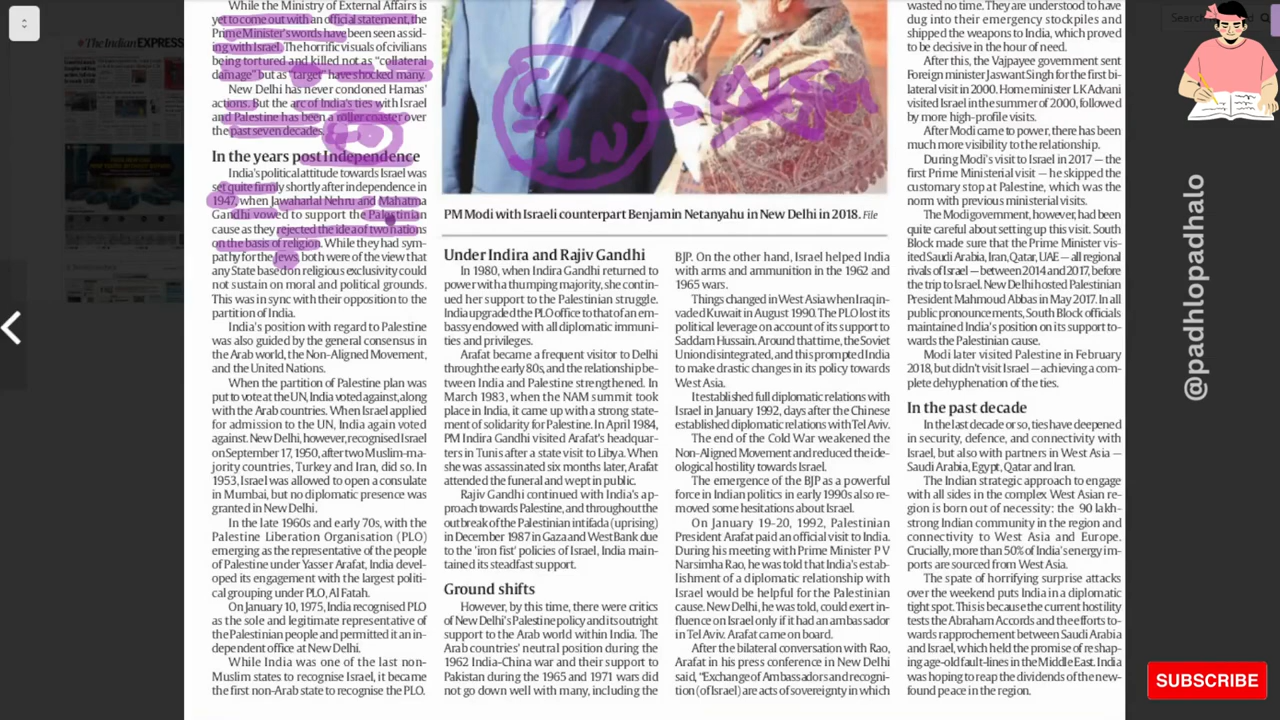 Search
The Indian EXPRESS
While the Ministry of External Affairs is
yet to come out with an official statement, the
Prime Minister's words have been seen as sid-
ing with Israel. The horrific visuals of civilians
being tortured and killed not as "collateral
damage" but as "target" have shocked many.
New Delhi has never condoned Hamas'
actions. But the arc of India's ties with Israel
and Palestine has been a roller coaster over
the past seven decades.
In the years post Independence
India's political attitude towards Israel was
set quite firmly shortly after independence in
1947, when Jawaharlal Nehru and Mahatma
Gandhi vowed to support the Palestinian
cause as they rejected the idea of two nations
on the basis of religion. While they had sym-
pathy for the Jews, both were of the view that
any State based on religious exclusivity could
not sustain on moral and political grounds.
This was in sync with their opposition to the
partition of India.
India's position with regard to Palestine
was also guided by the general consensus in
the Arab world, the Non-Aligned Movement,
and the United Nations.
When the partition of Palestine plan was
put to vote at the UN, India voted against, along
with the Arab countries. When Israel applied
for admission to the UN, India again voted
against. New Delhi, however, recognised Israel
on September 17, 1950, after two Muslim-ma-
jority countries, Turkey and Iran, did so. In
1953, Israel was allowed to open a consulate
in Mumbai, but no diplomatic presence was
granted in New Delhi.
In the late 1960s and early 70s, with the
Palestine Liberation Organisation (PLO)
emerging as the representative of the people
of Palestine under Yasser Arafat, India devel-
oped its engagement with the largest politi-
cal grouping under PLO, Al Fatah.
On January 10, 1975, India recognised PLO
as the sole and legitimate representative of
the Palestinian people and permitted it an in-
dependent office at New Delhi.
While India was one of the last non-
Muslim states to recognise Israel, it became
the first non-Arab state to recognise the PLO.
PM Modi with Israeli counterpart Benjamin Netanyahu in New Delhi in 2018. File
Under Indira and Rajiv Gandhi
In 1980, when Indira Gandhi returned to
power with a thumping majority, she contin-
ued her support to the Palestinian struggle.
India upgraded the PLO office to that of an em-
bassy endowed with all diplomatic immuni-
ties and privileges.
Arafat became a frequent visitor to Delhi
through the early 80s, and the relationship be-
tween India and Palestine strengthened. In
March 1983, when the NAM summit took
place in India, it came up with a strong state-
ment of solidarity for Palestine. In April 1984,
PM Indira Gandhi visited Arafat's headquar-
ters in Tunis after a state visit to Libya. When
she was assassinated six months later, Arafat
attended the funeral and wept in public.
Rajiv Gandhi continued with India's ap-
proach towards Palestine, and throughout the
outbreak of the Palestinian intifada (uprising)
in December 1987 in Gaza and West Bank due
to the 'iron fist' policies of Israel, India main-
tained its steadfast support.
Ground shifts
However, by this time, there were critics
of New Delhi's Palestine policy and its outright
support to the Arab world within India. The
Arab countries' neutral position during the
1962 India-China war and their support to
Pakistan during the 1965 and 1971 wars did
not go down well with many, including the
BJP. On the other hand, Israel helped India
with arms and ammunition in the 1962 and
1965 wars.
Things changed in West Asia when Iraq in-
vaded Kuwait in August 1990. The PLO lost its
political leverage on account of its support to
Saddam Hussain. Around that time, the Soviet
Union disintegrated, and this prompted India
to make drastic changes in its policy towards
West Asia.
It established full diplomatic relations with
Israel in January 1992, days after the Chinese
established diplomatic relations with Tel Aviv.
The end of the Cold War weakened the
Non-Aligned Movement and reduced the ide-
ological hostility towards Israel.
The emergence of the BJP as a powerful
force in Indian politics in early 1990s also re-
moved some hesitations about Israel.
On January 19-20, 1992, Palestinian
President Arafat paid an official visit to India.
During his meeting with Prime Minister P V
Narsimha Rao, he was told that India's estab-
lishment of a diplomatic relationship with
Israel would be helpful for the Palestinian
cause. New Delhi, he was told, could exert in-
fluence on Israel only if it had an ambassador
in Tel Aviv. Arafat came on board.
After the bilateral conversation with Rao,
Arafat in his press conference in New Delhi
said, "Exchange of Ambassadors and recogni-
tion (of Israel) are acts of sovereignty in which
wasted no time. They are understood to have
dug into their emergency stockpiles and
shipped the weapons to India, which proved
to be decisive in the hour of need.
After this, the Vajpayee government sent
Foreign minister Jaswant Singh for the first bi-
lateral visit in 2000. Home minister L K Advani
visited Israel in the summer of 2000, followed
by more high-profile visits.
After Modi came to power, there has been
much more visibility to the relationship.
During Modi's visit to Israel in 2017 — the
first Prime Ministerial visit — he skipped the
customary stop at Palestine, which was the
norm with previous ministerial visits.
The Modi government, however, had been
quite careful about setting up this visit. South
Block made sure that the Prime Minister vis-
ited Saudi Arabia, Iran, Qatar, UAE — all regional
rivals of Israel — between 2014 and 2017, before
the trip to Israel. New Delhi hosted Palestinian
President Mahmoud Abbas in May 2017. In all
public pronouncements, South Block officials
maintained India's position on its support to-
wards the Palestinian cause.
Modi later visited Palestine in February
2018, but didn't visit Israel — achieving a com-
plete dehyphenation of the ties.
In the past decade
In the last decade or so, ties have deepened
in security, defence, and connectivity with
Israel, but also with partners in West Asia —
Saudi Arabia, Egypt, Qatar and Iran.
The Indian strategic approach to engage
with all sides in the complex West Asian re-
gion is born out of necessity: the 90 lakh-
strong Indian community in the region and
connectivity to West Asia and Europe.
Crucially, more than 50% of India's energy im-
ports are sourced from West Asia.
The spate of horrifying surprise attacks
over the weekend puts India in a diplomatic
tight spot. This is because the current hostility
tests the Abraham Accords and the efforts to-
wards rapprochement between Saudi Arabia
and Israel, which held the promise of reshap-
ing age-old fault-lines in the Middle East. India
was hoping to reap the dividends of the new-
found peace in the region.
@padhlopadhalo
SUBSCRIBE